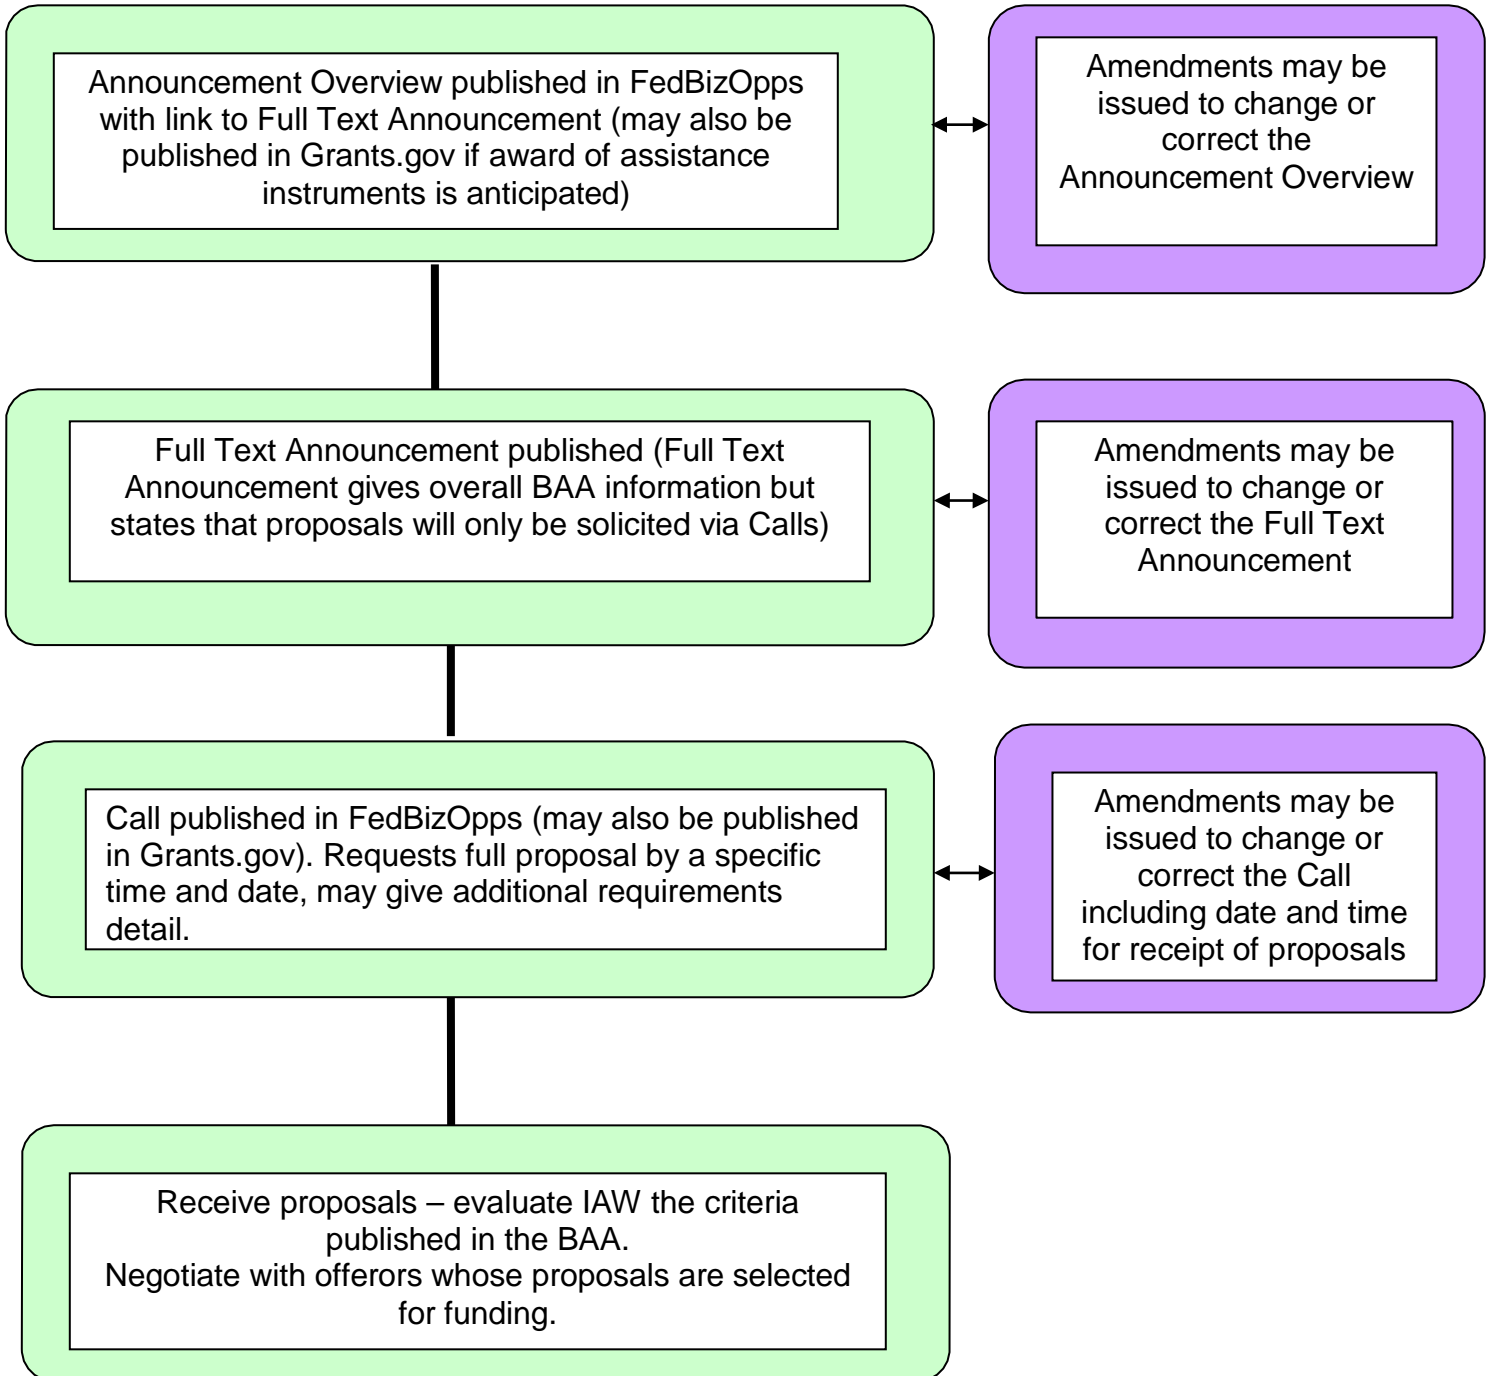 Announcement Overview published in FedBizOpps
with link to Full Text Announcement (may also be
published in Grants.gov if award of assistance
instruments is anticipated)
Amendments may be
issued to change or
correct the
Announcement Overview
Full Text Announcement published (Full Text
Announcement gives overall BAA information but
states that proposals will only be solicited via Calls)
Amendments may be
issued to change or
correct the Full Text
Announcement
Call published in FedBizOpps (may also be published
in Grants.gov). Requests full proposal by a specific
time and date, may give additional requirements
detail.
Amendments may be
issued to change or
correct the Call
including date and time
for receipt of proposals
Receive proposals – evaluate IAW the criteria
published in the BAA.
Negotiate with offerors whose proposals are selected
for funding.